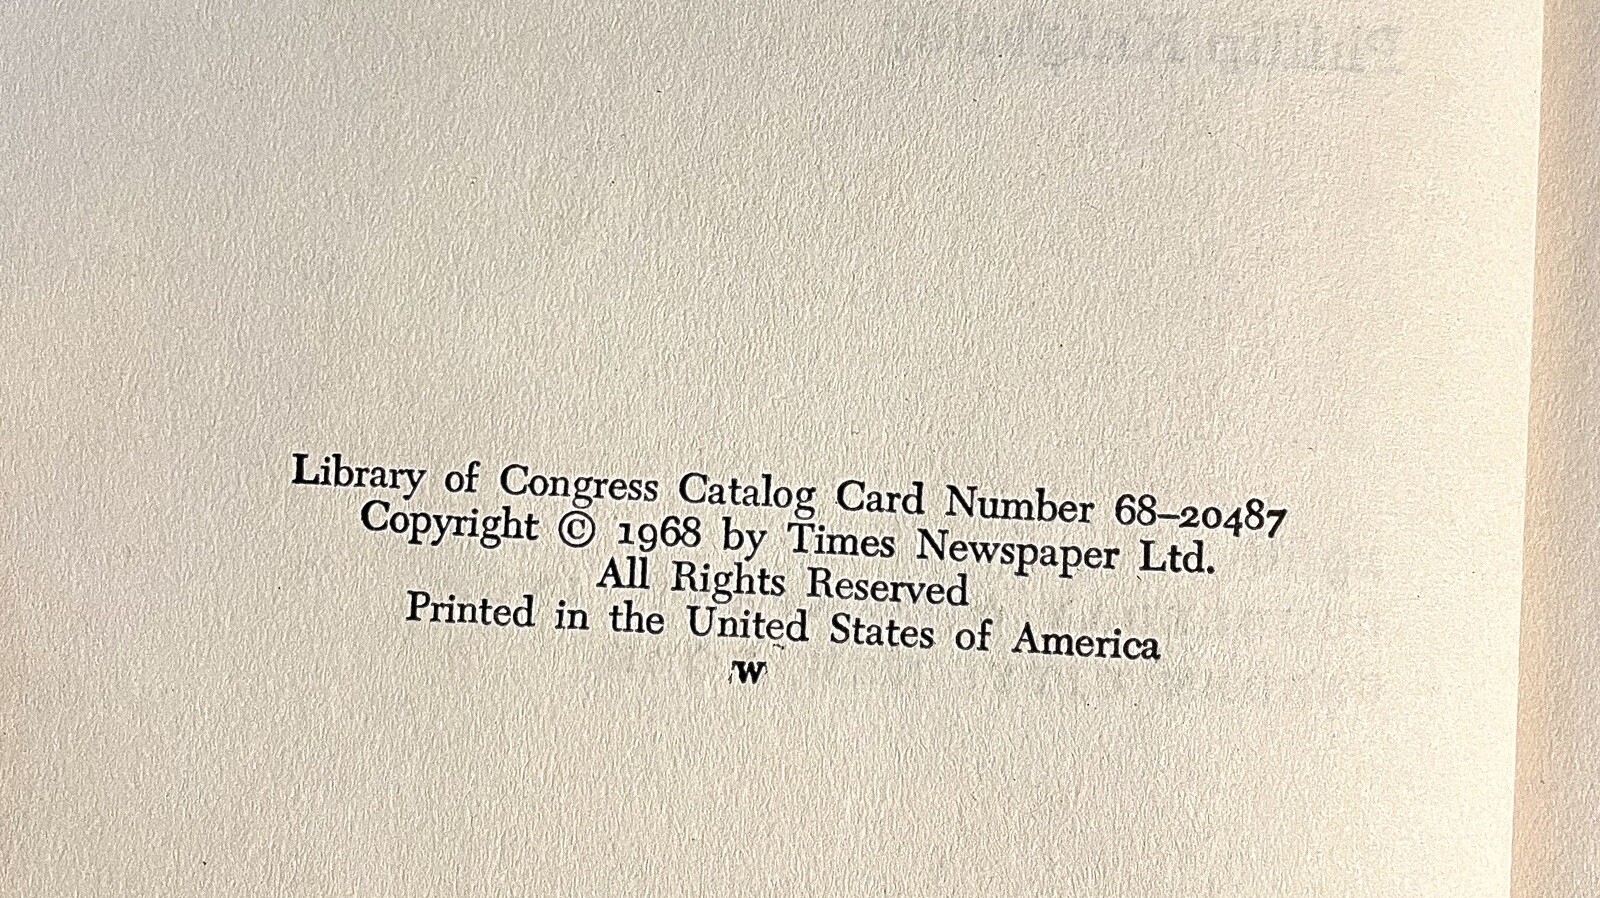 Library of Congress Catalog Card Number 68–20487
Copyright © 1968 by Times Newspaper Ltd.
All Rights Reserved
Printed in the United States of America
W